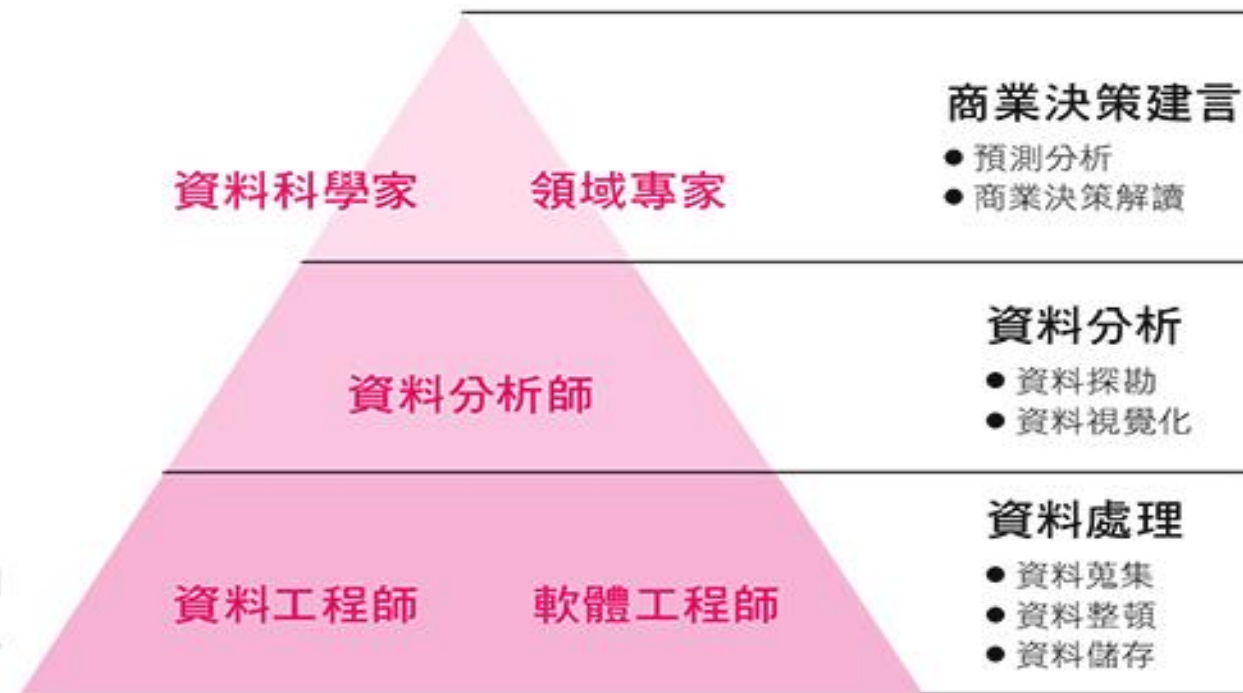 商業決策建言
● 預測分析
● 商業決策解讀
資料科學家 領域專家
資料分析
● 資料探勘
● 資料視覺化
資料分析師
資料處理
● 資料蒐集
● 資料整頓
● 資料儲存
資料工程師 軟體工程師